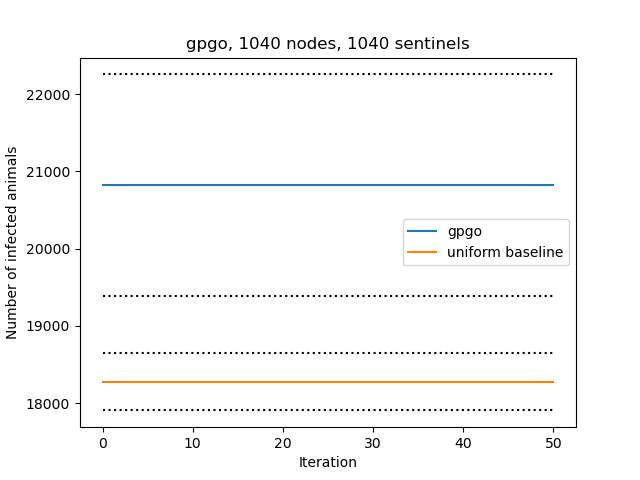 gpgo, 1040 nodes, 1040 sentinels
Number of infected animals
22000
21000
20000
19000
18000
gpgo
uniform baseline
0 10 20 30 40 50
Iteration